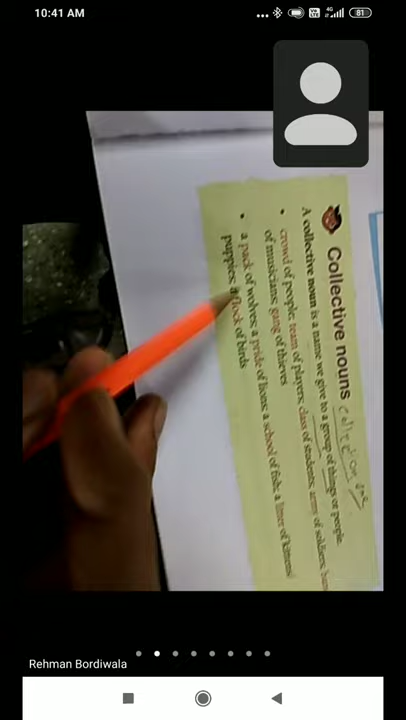 10:41 AM
4G
81
Collective nouns
A collective noun is a name we give to a group of things or people.
• crowd of people; team of players; class of students; army of soldiers;
of musicians; gang of thieves
• a pack of wolves; a pride of lions; a school of fish; a litter of kittens/
puppies; a flock of birds
Rehman Bordiwala